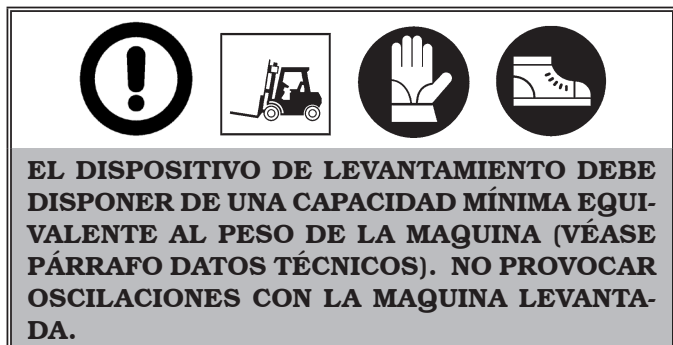 EL DISPOSITIVO DE LEVANTAMIENTO DEBE
DISPONER DE UNA CAPACIDAD MÍNIMA EQUI-
VALENTE AL PESO DE LA MAQUINA (VÉASE
PÁRRAFO DATOS TÉCNICOS). NO PROVOCAR
OSCILACIONES CON LA MAQUINA LEVANTA-
DA.